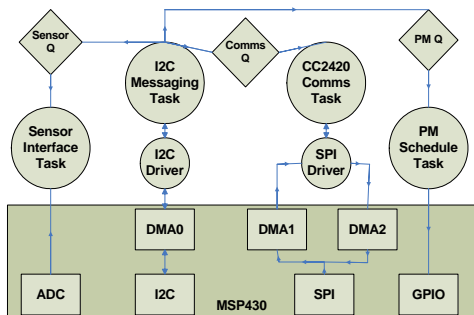 Sensor
Q
I2C
Messaging
Task
Comms
Q
CC2420
Comms
Task
PM Q
Sensor
Interface
Task
I2C
Driver
SPI
Driver
PM
Schedule
Task
DMA0
DMA1
DMA2
ADC
I2C
MSP430
SPI
GPIO